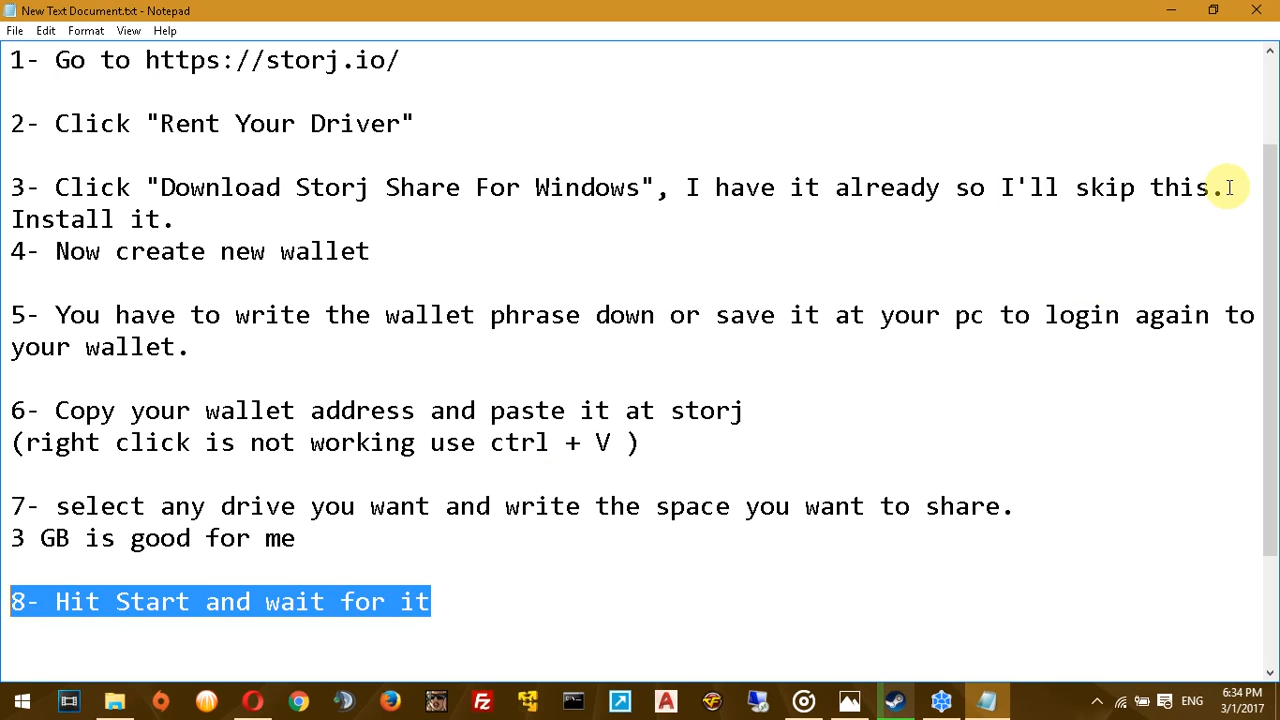 New Text Document.txt - Notepad
File Edit Format View Help
1- Go to https://storj.io/
2- Click "Rent Your Driver"
3- Click "Download Storj Share For Windows", I have it already so I'll skip this.
Install it.
4- Now create new wallet
5- You have to write the wallet phrase down or save it at your pc to login again to
your wallet.
6- Copy your wallet address and paste it at storj
(right click is not working use ctrl + V )
7- select any drive you want and write the space you want to share.
3 GB is good for me
8- Hit Start and wait for it
ENG
6:34 PM
3/1/2017